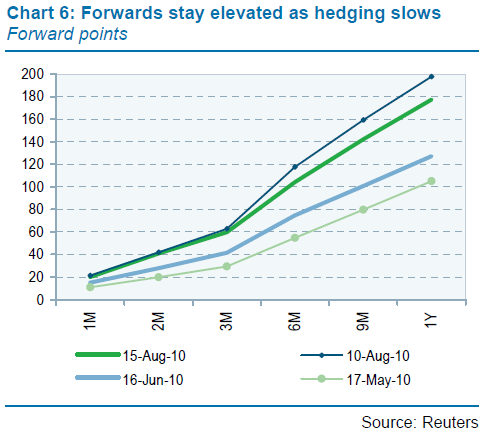 Chart 6: Forwards stay elevated as hedging slows
Forward points
200
180
160
140
120
100
80
60
40
20
0
1M
2M
3M
6M
9M
1Y
15-Aug-10
10-Aug-10
16-Jun-10
17-May-10
Source: Reuters